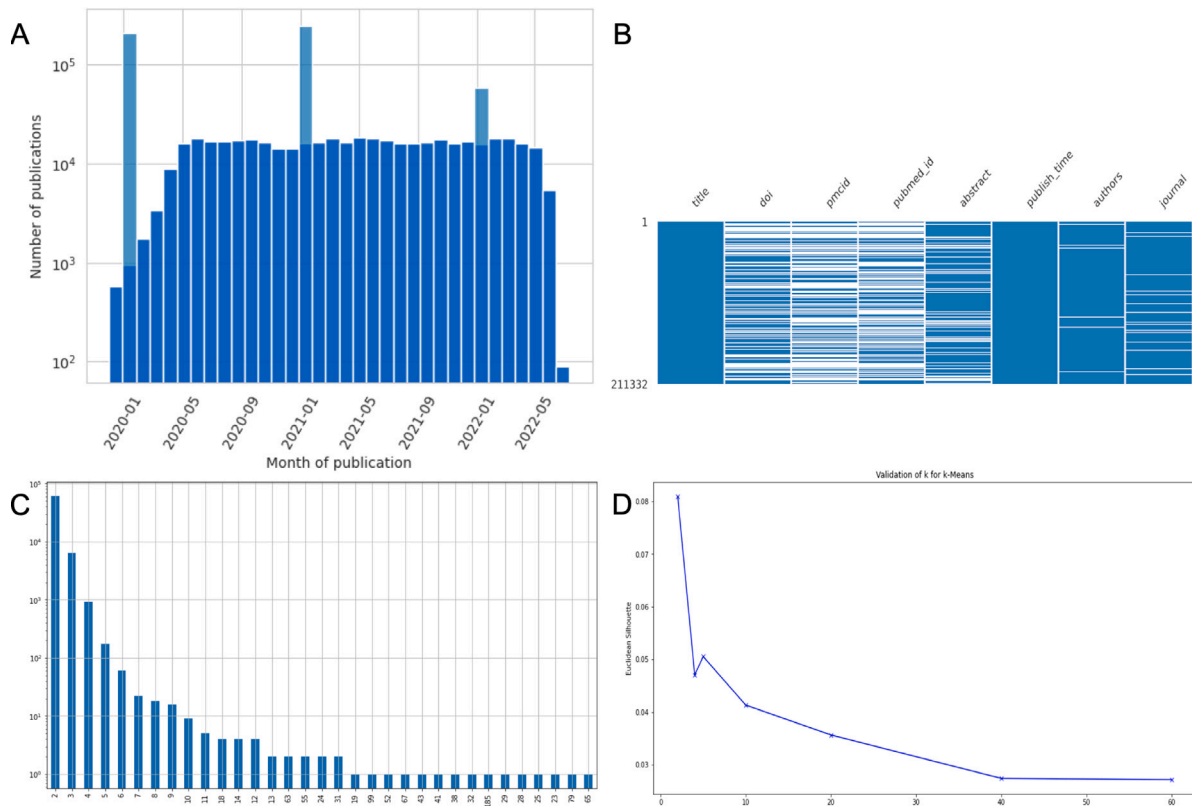 A
10^5
10^4
10^3
10^2
Number of publications
2020-01
2020-05
2020-09
2021-01
2021-05
2021-09
2022-01
2022-05
Month of publication
B
title
doi
pmcid
pubmed_id
abstract
publish_time
authors
journal
1
211332
C
10^5
10^4
10^3
10^2
10^1
10^0
2 3 4 5 6 7 8 9 10 11 18 14 12 13 63 55 24 31 19 99 52 67 43 41 38 32 185 29 28 25 23 79 65
D
Validation of k for k-Means
Euclidean Silhouette
0.08
0.07
0.06
0.05
0.04
0.03
0 10 20 30 40 50 60